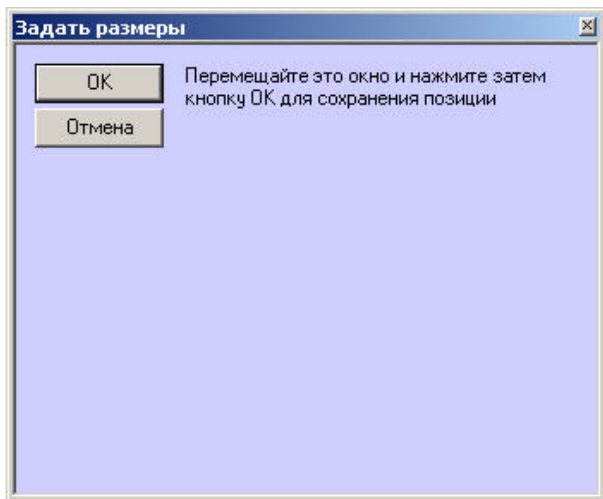 Задать размеры
OK
Перемещайте это окно и нажмите затем
кнопку OK для сохранения позиции
Отмена